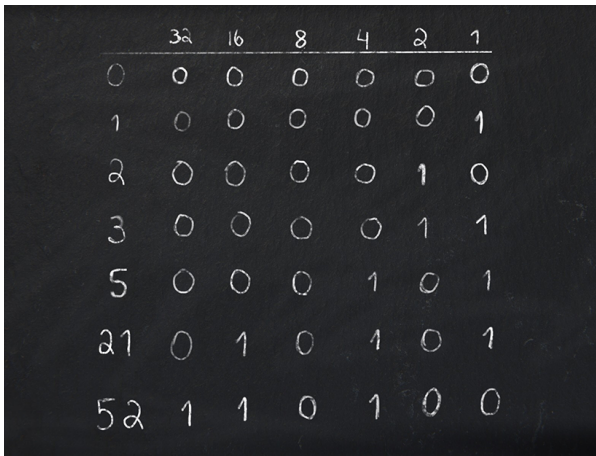 32 16 8 4 2 1
0 0 0 0 0 0 0
1 0 0 0 0 0 1
2 0 0 0 0 1 0
3 0 0 0 0 1 1
5 0 0 0 1 0 1
21 0 1 0 1 0 1
52 1 1 0 1 0 0